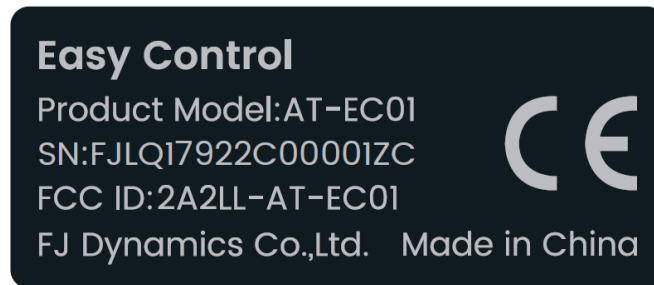 Easy Control
Product Model:AT-EC01
SN:FJLQ17922C00001ZC
FCC ID:2A2LL-AT-EC01
CE
FJ Dynamics Co.,Ltd. Made in China